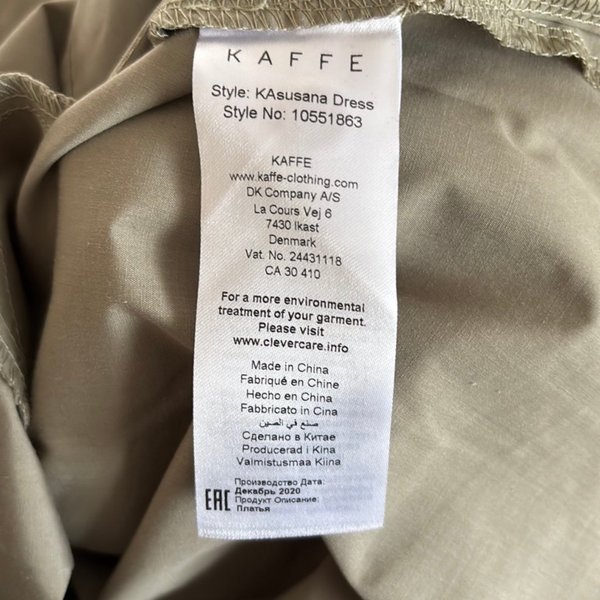 KAFFE
Style: KAsusana Dress
Style No: 10551863
KAFFE
www.kaffe-clothing.com
DK Company A/S
La Cours Vej 6
7430 Ikast
Denmark
Vat. No. 24431118
CA 30 410
For a more environmental
treatment of your garment.
Please visit
www.clevercare.info
Made in China
Fabriqué en Chine
Hecho en China
Fabbricato in Cina
صنع في الصين
Сделано в Китае
Producerad i Kina
Valmistusmaa Kiina
Производство Дата:
Декабрь 2020
Продукт Описание:
Платья
EAC